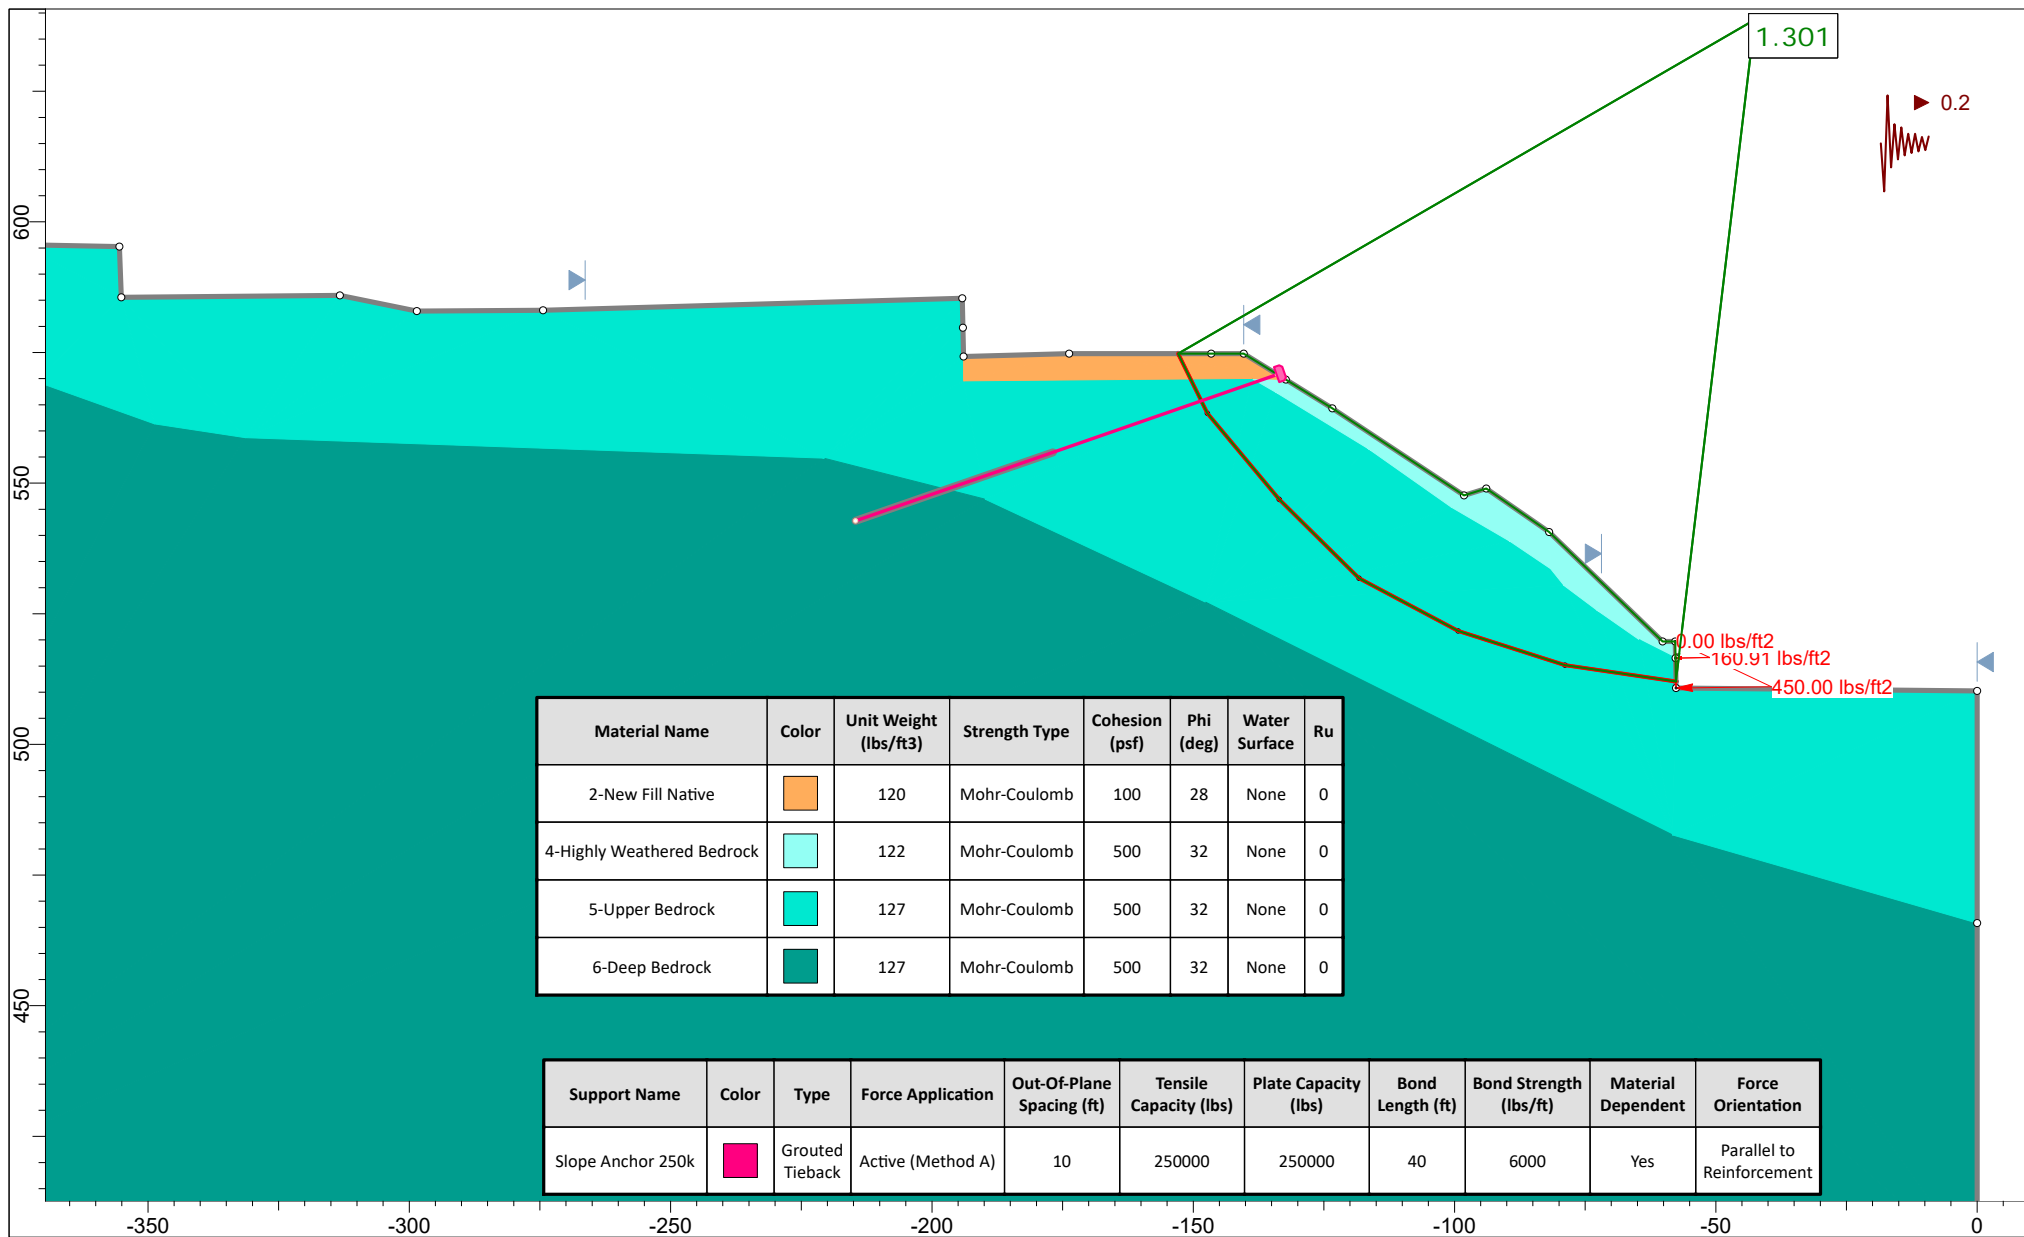 1.301
0.2
600
550
500
450
0.00 lbs/ft2
160.91 lbs/ft2
450.00 lbs/ft2
Material Name Color Unit Weight (lbs/ft3) Strength Type Cohesion (psf) Phi (deg) Water Surface Ru
2-New Fill Native 120 Mohr-Coulomb 100 28 None 0
4-Highly Weathered Bedrock 122 Mohr-Coulomb 500 32 None 0
5-Upper Bedrock 127 Mohr-Coulomb 500 32 None 0
6-Deep Bedrock 127 Mohr-Coulomb 500 32 None 0
Support Name Color Type Force Application Out-Of-Plane Spacing (ft) Tensile Capacity (lbs) Plate Capacity (lbs) Bond Length (ft) Bond Strength (lbs/ft) Material Dependent Force Orientation
Slope Anchor 250k Grouted Tieback Active (Method A) 10 250000 250000 40 6000 Yes Parallel to Reinforcement
-350 -300 -250 -200 -150 -100 -50 0